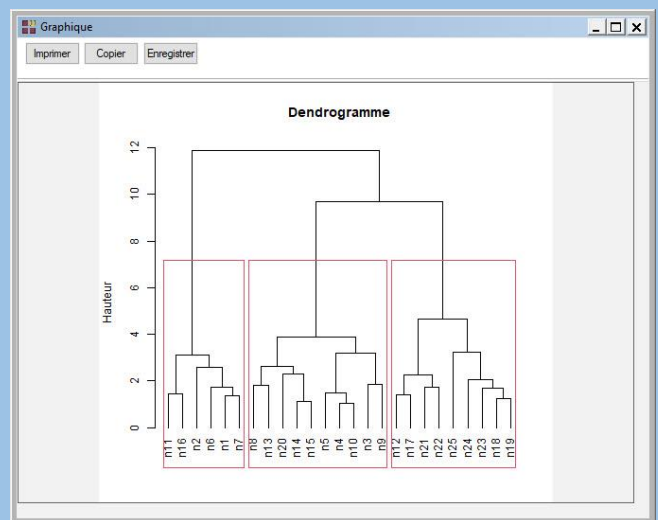 Graphique
Imprimer Copier Enregistrer
Dendrogramme
Hauteur
12
10
8
6
4
2
0
n11 n16 n2 n6 n1 n7 n8 n13 n20 n14 n15 n5 n4 n10 n3 n9 n12 n17 n21 n22 n25 n24 n23 n18 n19